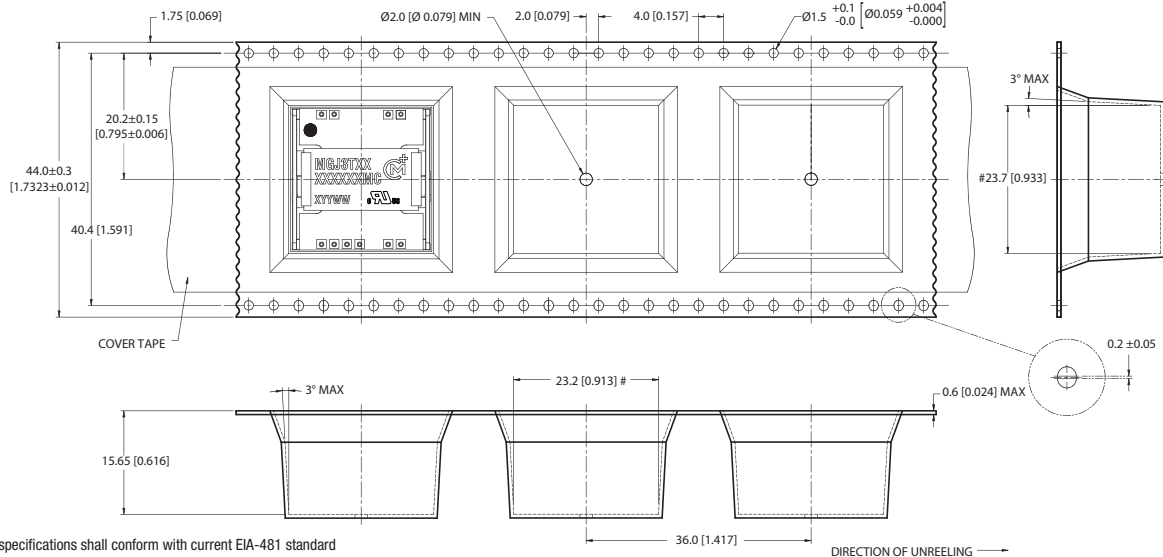 1.75 [0.069]
Ø2.0 [Ø 0.079] MIN
2.0 [0.079]
4.0 [0.157]
Ø1.5 +0.1 -0.0 [Ø0.059 +0.004 -0.000]
3° MAX
20.2±0.15
[0.795±0.006]
44.0±0.3
[1.7323±0.012]
40.4 [1.591]
NGJ3TXX
XXXXXXMC
XYYWW
#23.7 [0.933]
COVER TAPE
0.2 ±0.05
3° MAX
23.2 [0.913] #
0.6 [0.024] MAX
15.65 [0.616]
36.0 [1.417]
specifications shall conform with current EIA-481 standard
DIRECTION OF UNREELING